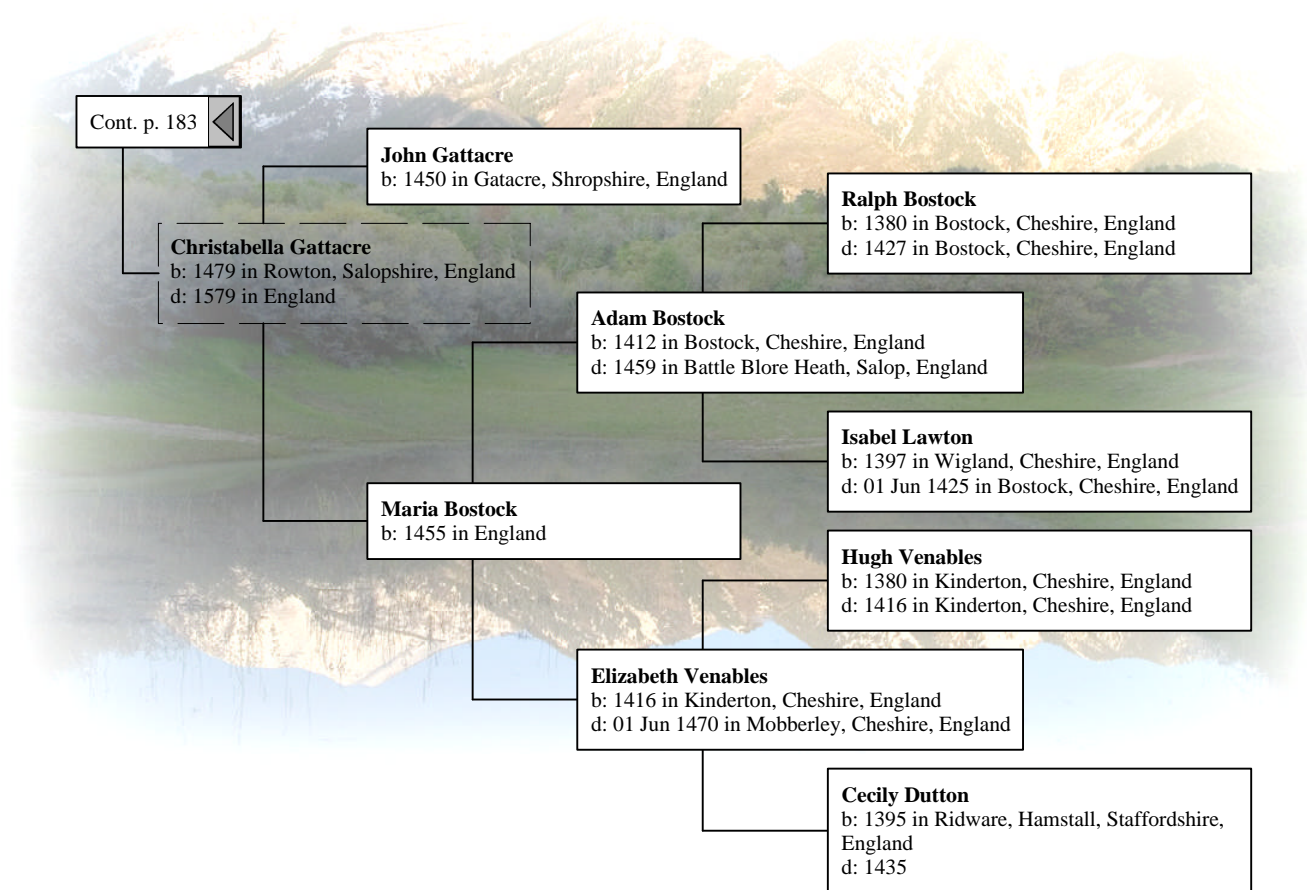 Cont. p. 183
John Gattacre
b: 1450 in Gatacre, Shropshire, England
Ralph Bostock
b: 1380 in Bostock, Cheshire, England
d: 1427 in Bostock, Cheshire, England
Christabella Gattacre
b: 1479 in Rowton, Salopshire, England
d: 1579 in England
Adam Bostock
b: 1412 in Bostock, Cheshire, England
d: 1459 in Battle Blore Heath, Salop, England
Isabel Lawton
b: 1397 in Wigland, Cheshire, England
d: 01 Jun 1425 in Bostock, Cheshire, England
Maria Bostock
b: 1455 in England
Hugh Venables
b: 1380 in Kinderton, Cheshire, England
d: 1416 in Kinderton, Cheshire, England
Elizabeth Venables
b: 1416 in Kinderton, Cheshire, England
d: 01 Jun 1470 in Mobberley, Cheshire, England
Cecily Dutton
b: 1395 in Ridware, Hamstall, Staffordshire,
England
d: 1435